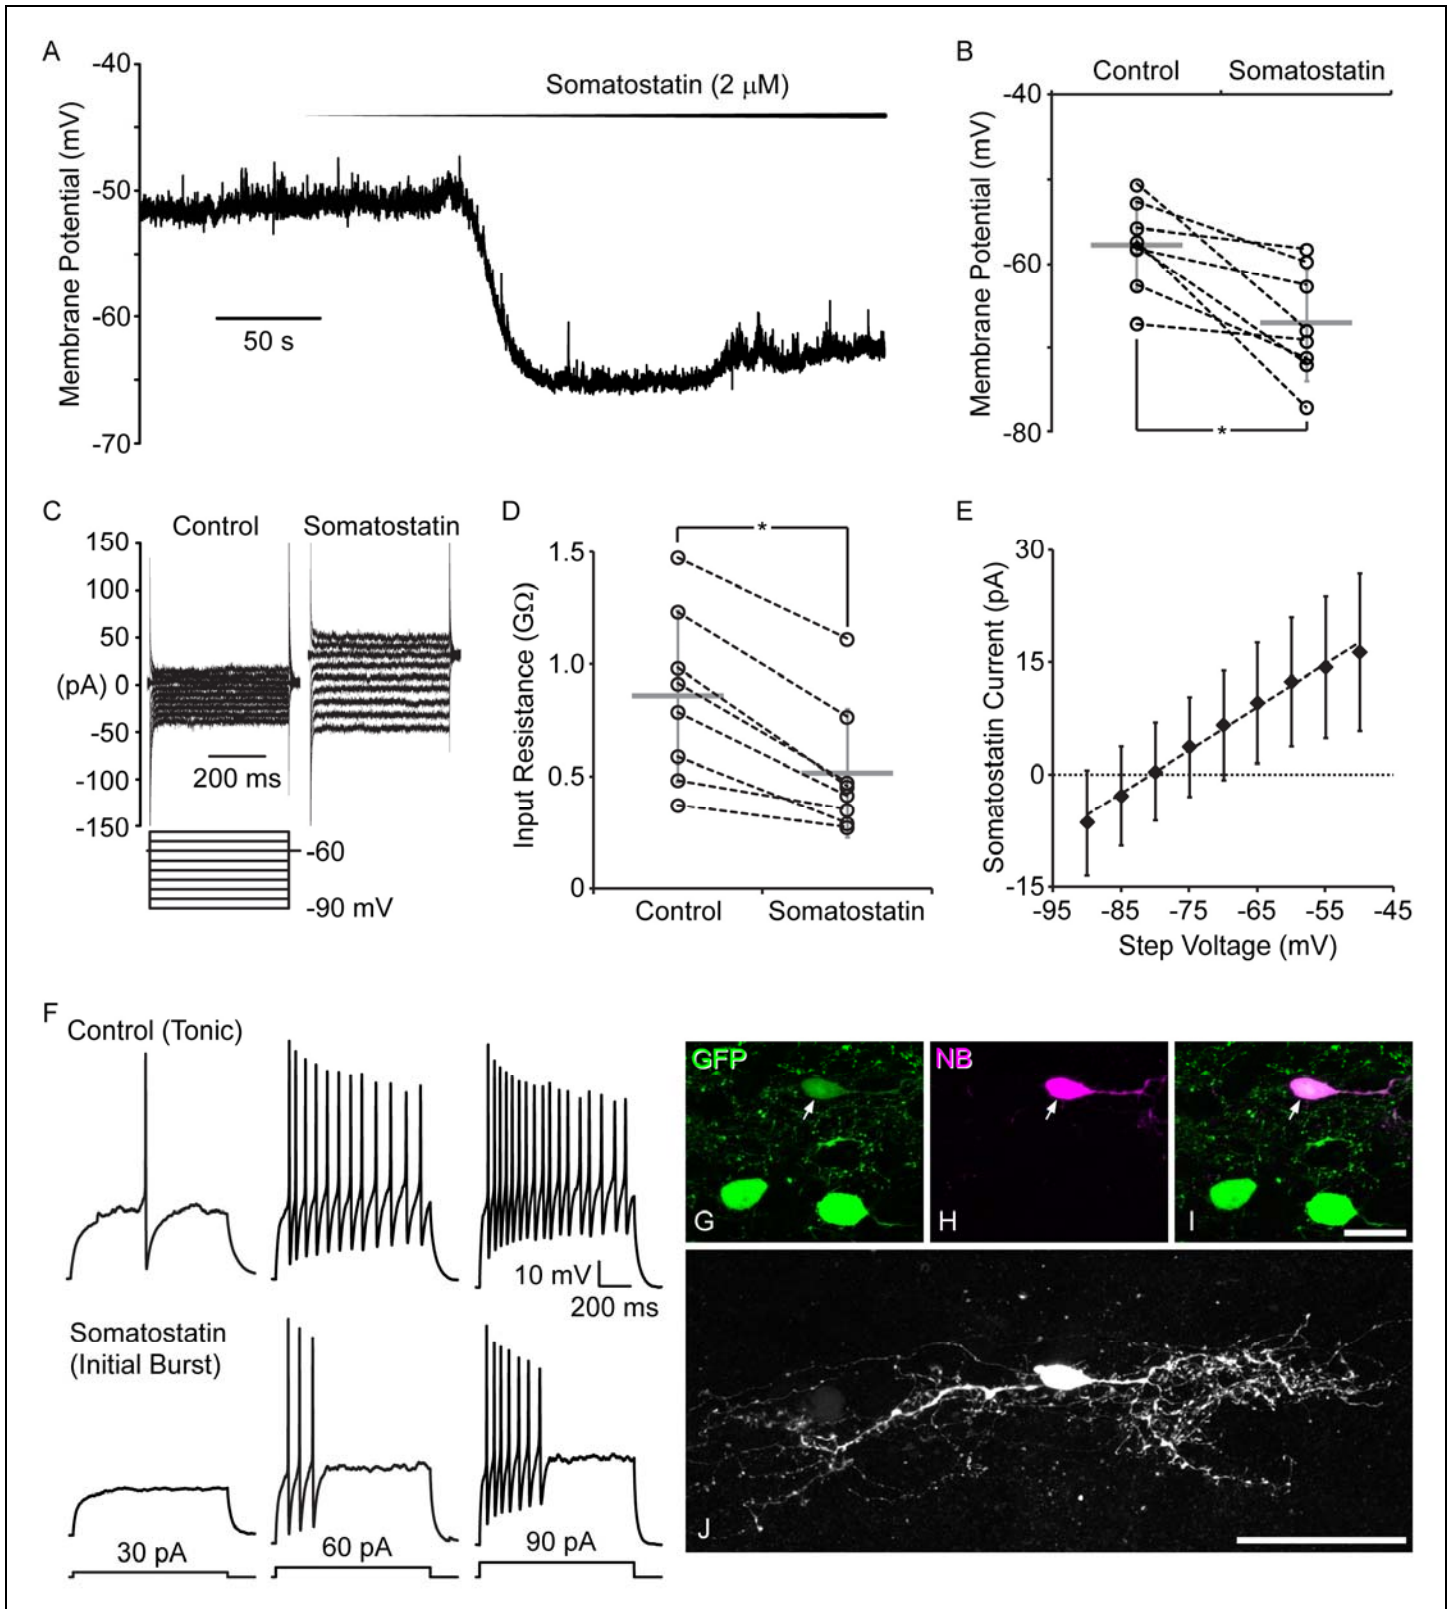 A
Somatostatin (2 µM)
Membrane Potential (mV)
-40
-50
-60
-70
50 s
B
Control Somatostatin
Membrane Potential (mV)
-40
-60
-80
*
C
Control Somatostatin
150
100
50
(pA) 0
-50
-100
-150
200 ms
-60
-90 mV
D
*
Input Resistance (GΩ)
1.5
1.0
0.5
0
Control Somatostatin
E
Somatostatin Current (pA)
30
15
0
-15
-95 -85 -75 -65 -55 -45
Step Voltage (mV)
F
Control (Tonic)
10 mV
200 ms
Somatostatin
(Initial Burst)
30 pA 60 pA 90 pA
GFP NB
G H I
J